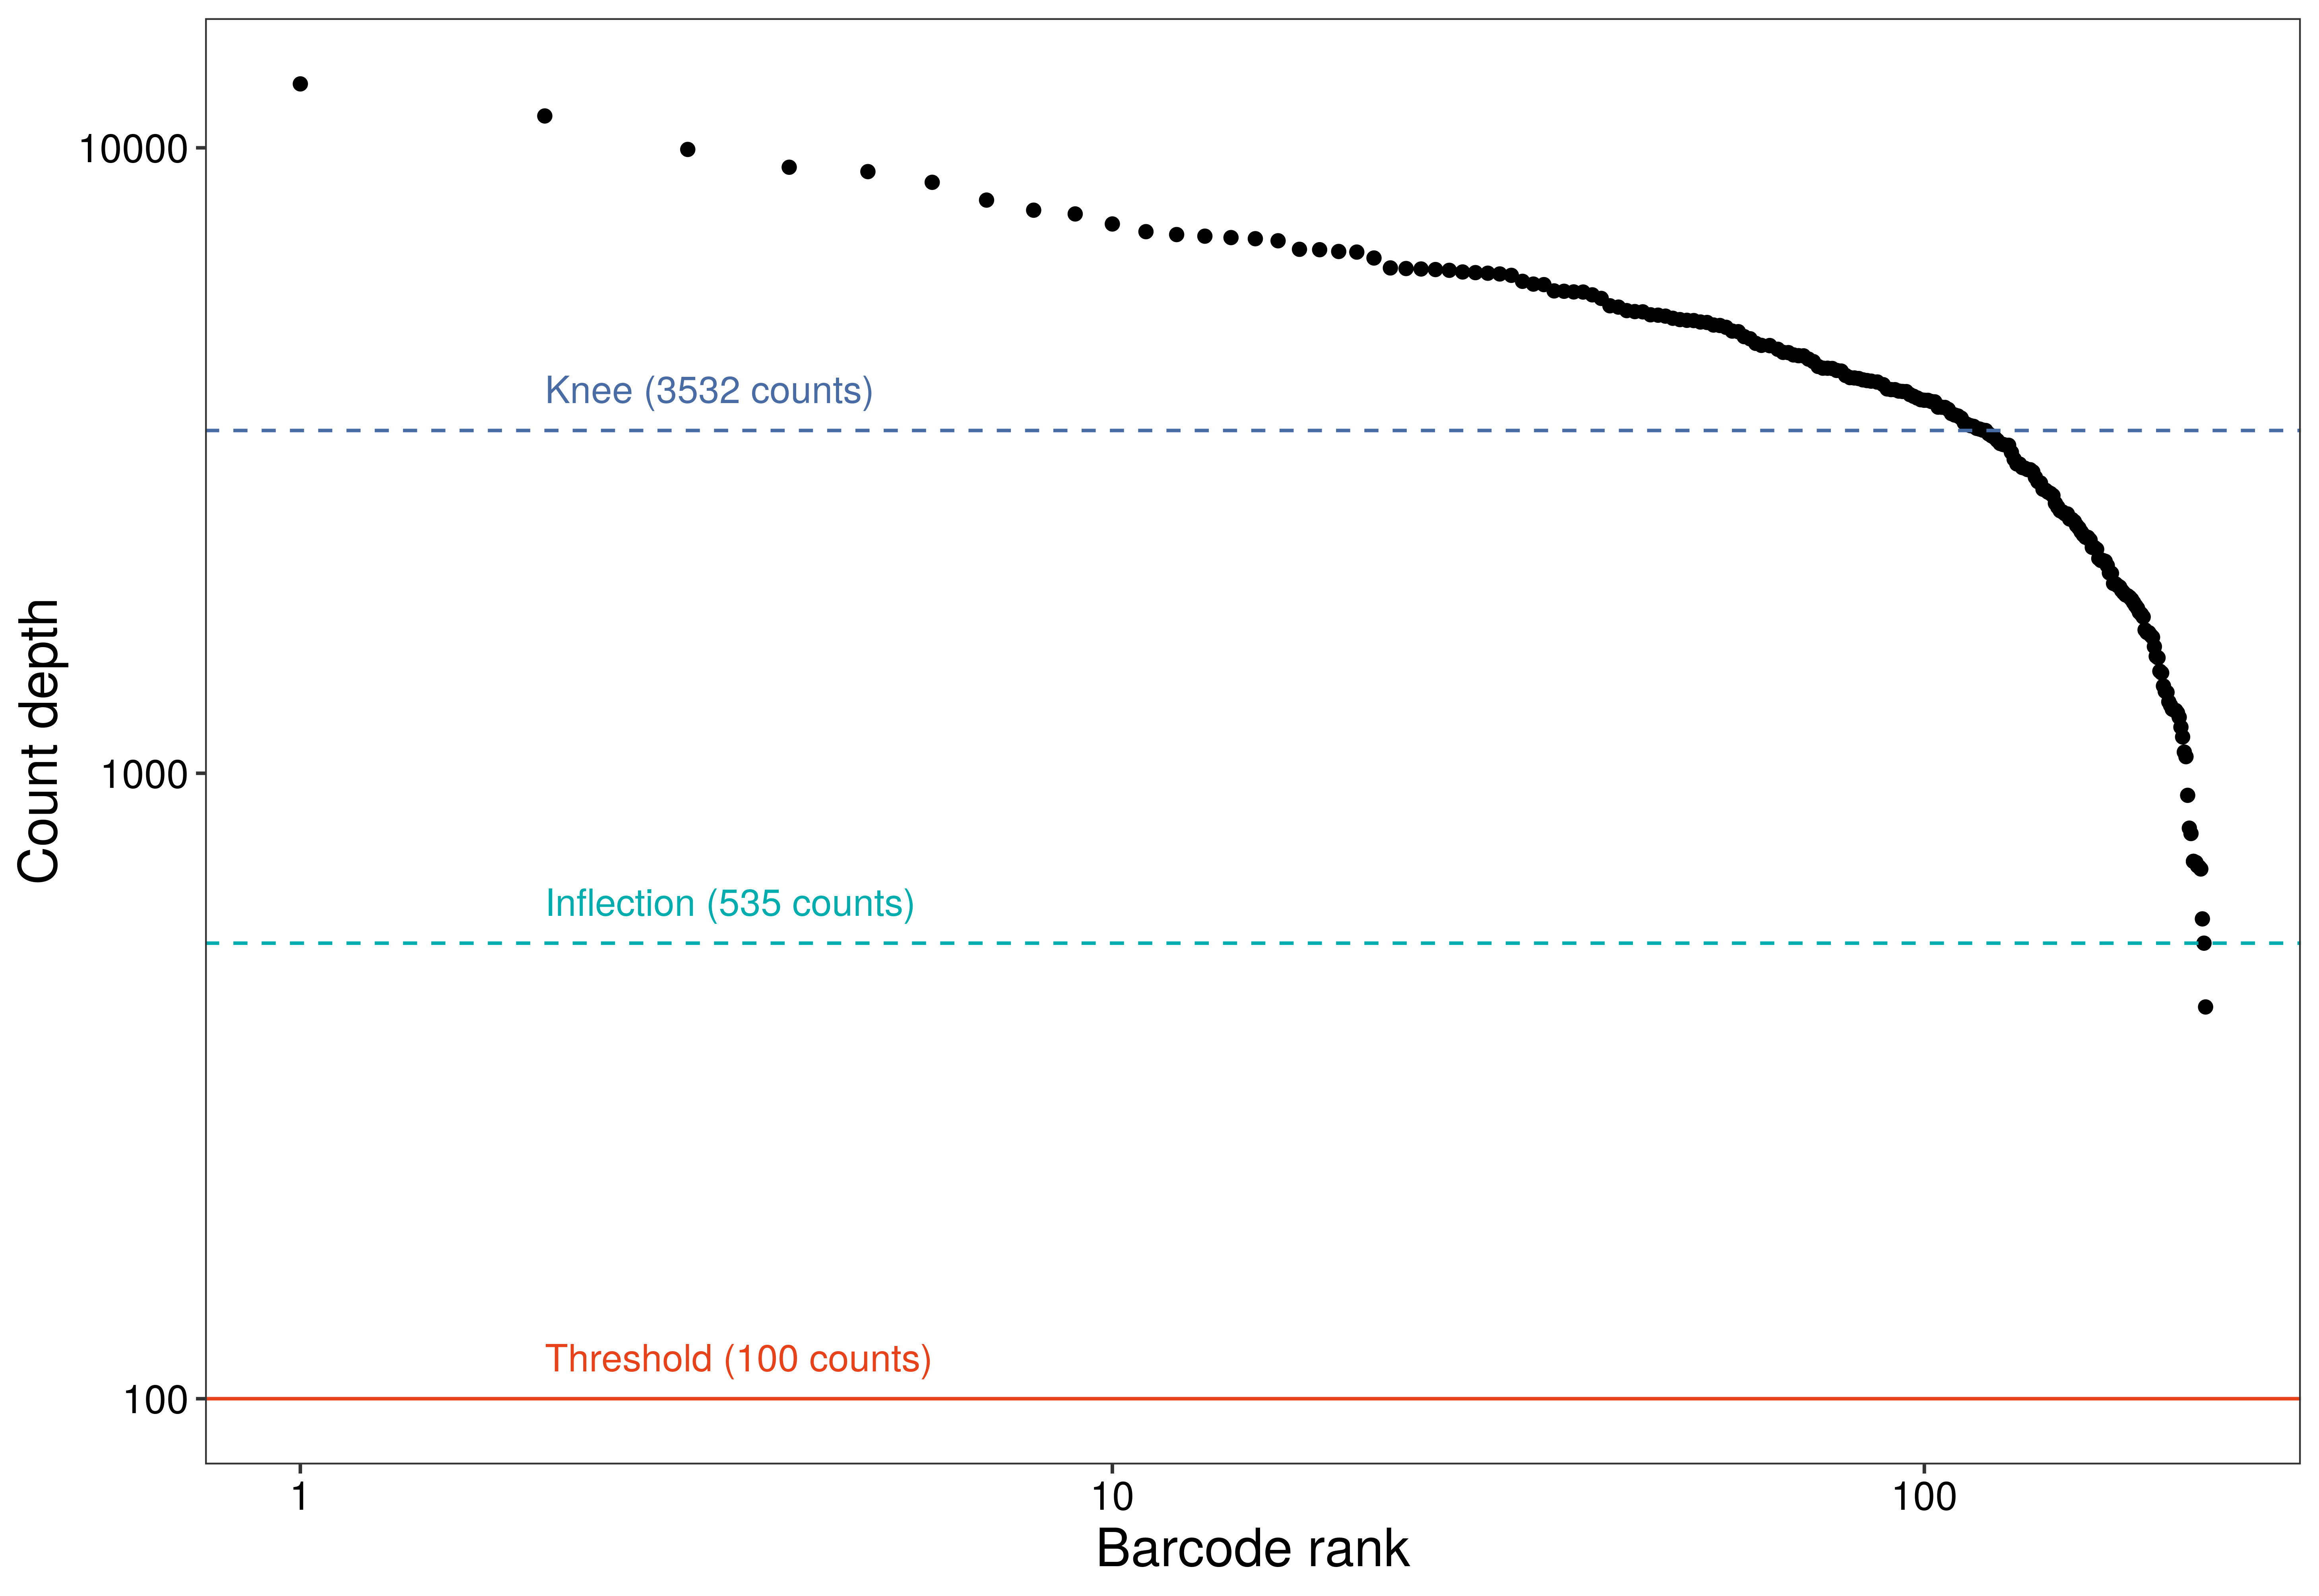 10000
Knee (3532 counts)
Count depth
1000
Inflection (535 counts)
Threshold (100 counts)
100
1
10
100
Barcode rank